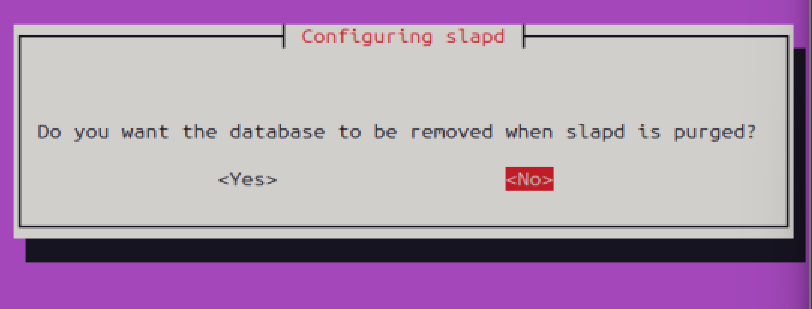 Configuring slapd
Do you want the database to be removed when slapd is purged?
<Yes> <No>